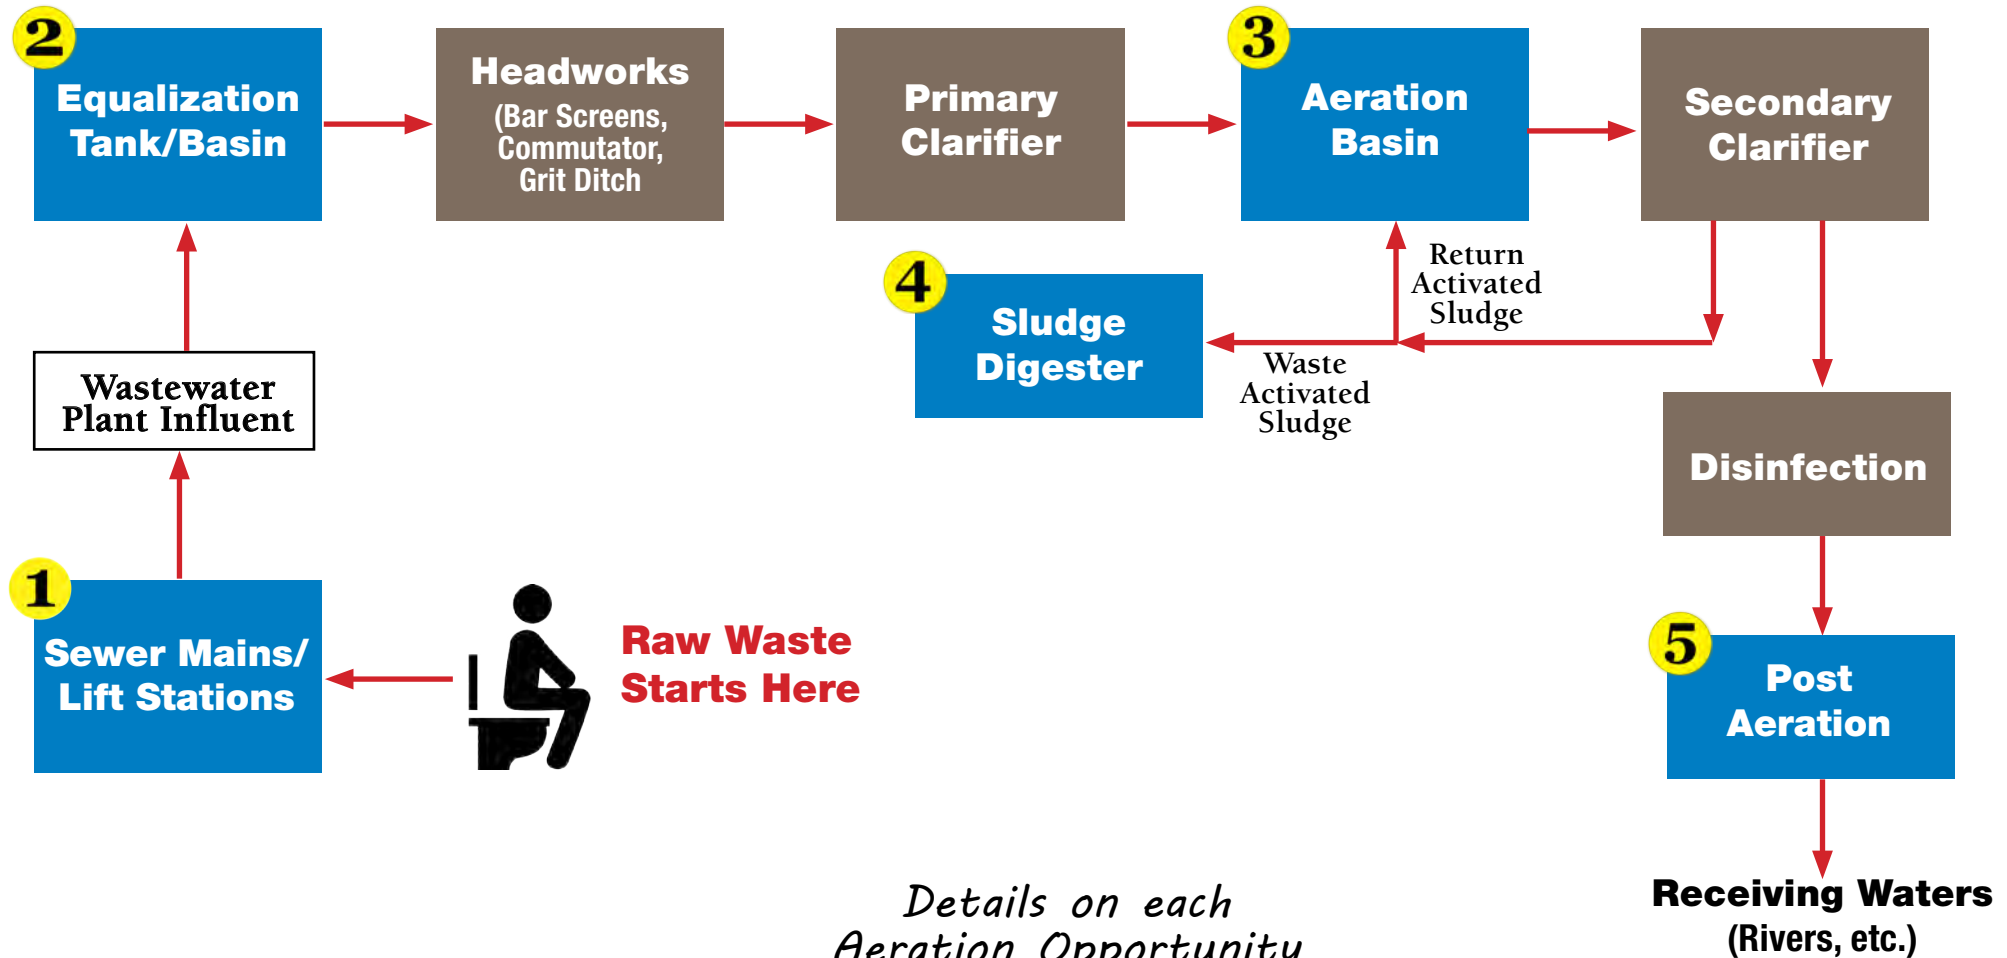 2
Equalization
Tank/Basin
Headworks
(Bar Screens,
Commutator,
Grit Ditch
Primary
Clarifier
3
Aeration
Basin
Secondary
Clarifier
Return
Activated
Sludge
4
Sludge
Digester
Waste
Activated
Sludge
Wastewater
Plant Influent
Disinfection
1
Sewer Mains/
Lift Stations
Raw Waste
Starts Here
5
Post
Aeration
Receiving Waters
(Rivers, etc.)
Details on each
Aeration Opportunity